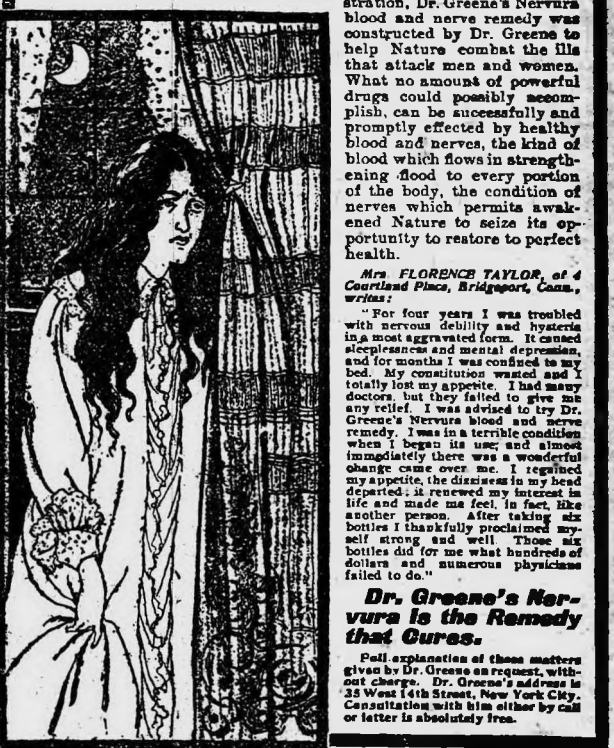 stration, Dr. Greene's Nervura
blood and nerve remedy was
constructed by Dr. Greene to
help Nature combat the ills
that attack men and women.
What no amount of powerful
drugs could possibly accom-
plish, can be successfully and
promptly effected by healthy
blood and nerves, the kind of
blood which flows in strength-
ening flood to every portion
of the body, the condition of
nerves which permits awak-
ened Nature to seize its op-
portunity to restore to perfect
health.
Mrs. FLORENCE TAYLOR, of 4
Courtland Place, Bridgeport, Conn.,
writes:
"For four years I was troubled
with nervous debility and hysteria
in a most aggravated form. It caused
sleeplessness and mental depression,
and for months I was confined to my
bed. My constitution wasted and I
totally lost my appetite. I had many
doctors, but they failed to give me
any relief. I was advised to try Dr.
Greene's Nervura blood and nerve
remedy. I was in a terrible condition
when I began its use; and almost
immediately there was a wonderful
change came over me. I regained
my appetite, the dizziness in my head
departed; it renewed my interest in
life and made me feel, in fact, like
another person. After taking six
bottles I thankfully proclaimed my-
self strong and well. Those six
bottles did for me what hundreds of
dollars and numerous physicians
failed to do."
Dr. Greene's Ner-
vura is the Remedy
that Cures.
Full explanation of these matters
given by Dr. Greene on request, with-
out charge. Dr. Greene's address is
35 West 14th Street, New York City.
Consultation with him either by call
or letter is absolutely free.